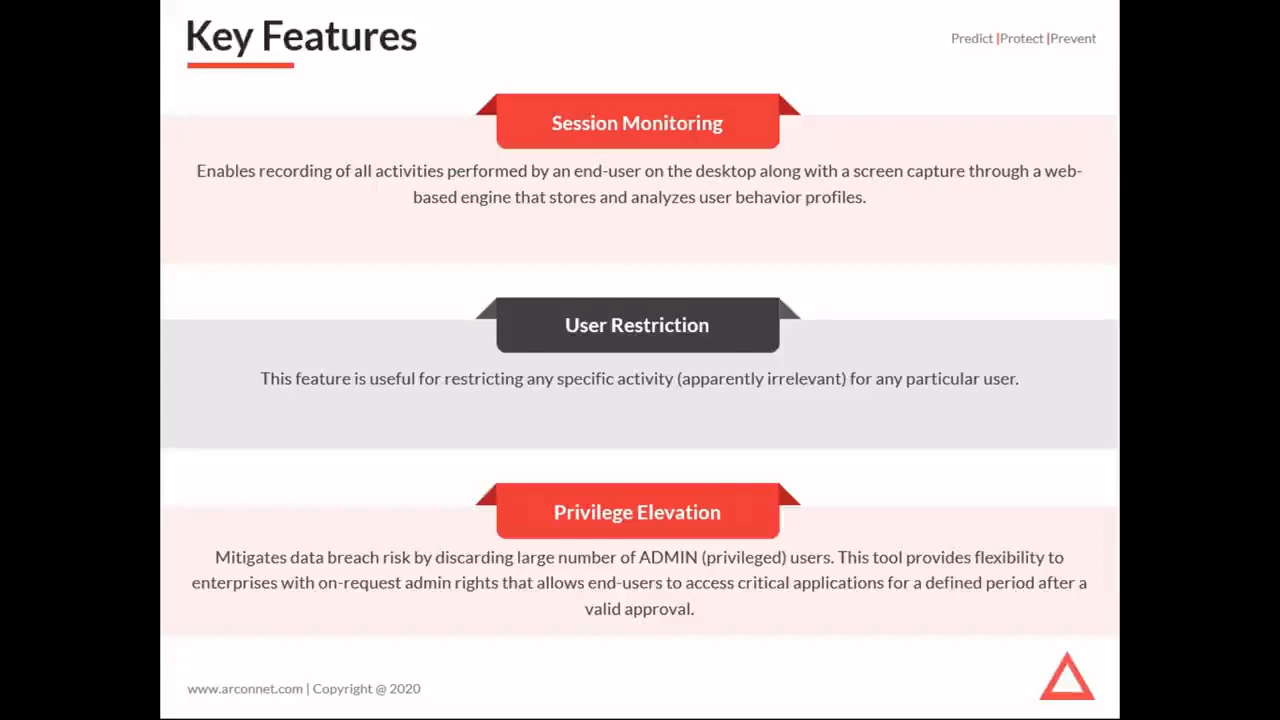 Key Features
Predict |Protect |Prevent
Session Monitoring
Enables recording of all activities performed by an end-user on the desktop along with a screen capture through a web-
based engine that stores and analyzes user behavior profiles.
User Restriction
This feature is useful for restricting any specific activity (apparently irrelevant) for any particular user.
Privilege Elevation
Mitigates data breach risk by discarding large number of ADMIN (privileged) users. This tool provides flexibility to
enterprises with on-request admin rights that allows end-users to access critical applications for a defined period after a
valid approval.
www.arconnet.com | Copyright @ 2020